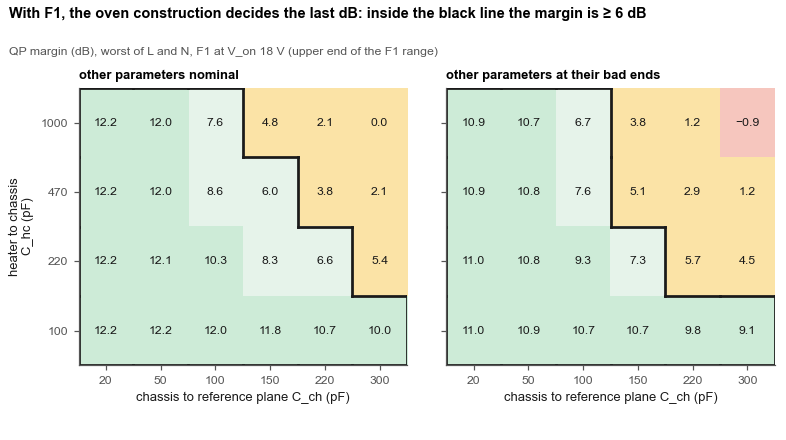 With F1, the oven construction decides the last dB: inside the black line the margin is ≥ 6 dB
QP margin (dB), worst of L and N, F1 at V_on 18 V (upper end of the F1 range)
other parameters nominal
heater to chassis
C_hc (pF)
1000 12.2 12.0 7.6 4.8 2.1 0.0
470 12.2 12.0 8.6 6.0 3.8 2.1
220 12.2 12.1 10.3 8.3 6.6 5.4
100 12.2 12.2 12.0 11.8 10.7 10.0
20 50 100 150 220 300
chassis to reference plane C_ch (pF)
other parameters at their bad ends
10.9 10.7 6.7 3.8 1.2 −0.9
10.9 10.8 7.6 5.1 2.9 1.2
11.0 10.8 9.3 7.3 5.7 4.5
11.0 10.9 10.7 10.7 9.8 9.1
20 50 100 150 220 300
chassis to reference plane C_ch (pF)